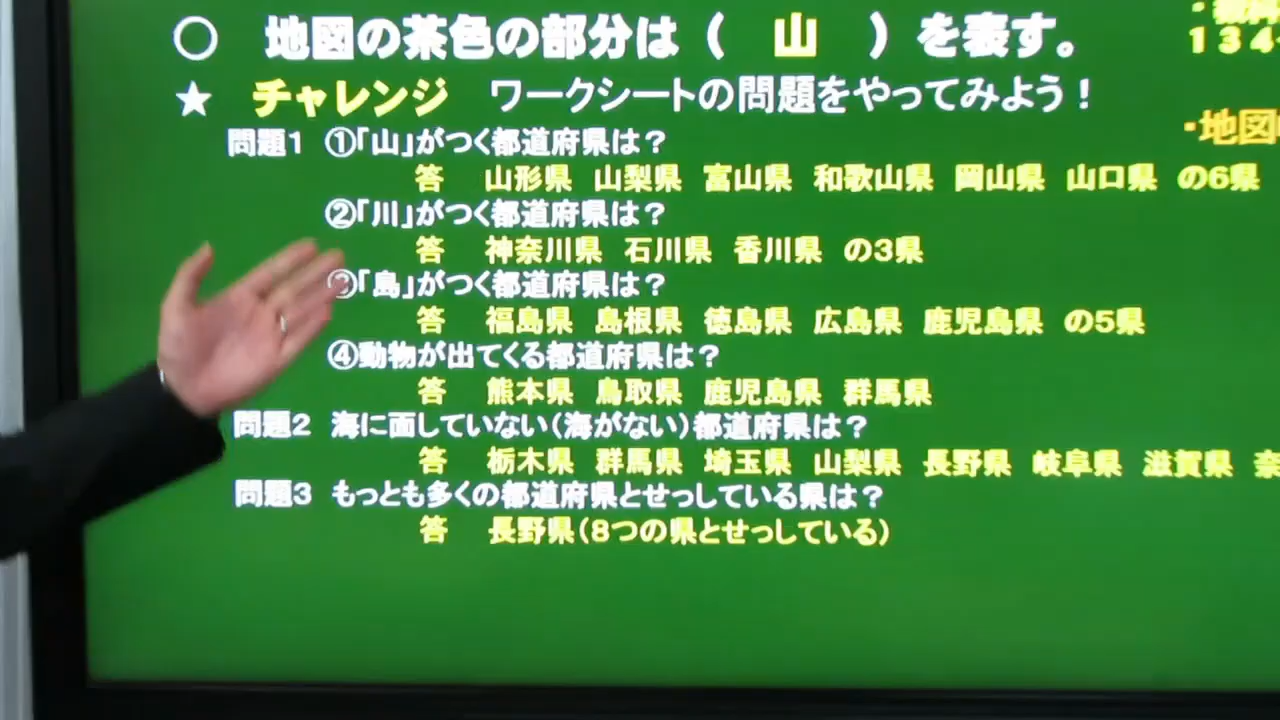 ○ 地図の茶色の部分は（ 山 ）を表す。
★ チャレンジ ワークシートの問題をやってみよう！
問題１ ①「山」がつく都道府県は？
答 山形県 山梨県 富山県 和歌山県 岡山県 山口県 の６県
②「川」がつく都道府県は？
答 神奈川県 石川県 香川県 の３県
③「島」がつく都道府県は？
答 福島県 島根県 徳島県 広島県 鹿児島県 の５県
④動物が出てくる都道府県は？
答 熊本県 鳥取県 鹿児島県 群馬県
問題２ 海に面していない（海がない）都道府県は？
答 栃木県 群馬県 埼玉県 山梨県 長野県 岐阜県 滋賀県 奈
問題３ もっとも多くの都道府県とせっしている県は？
答 長野県（８つの県とせっしている）
１３４
・地図